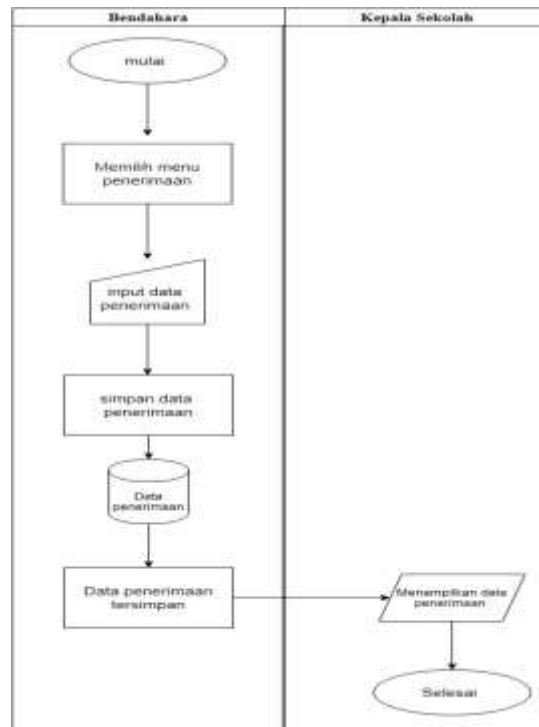 Bendahara
Kepala Sekolah
mulai
Memilih menu
penerimaan
input data
penerimaan
simpan data
penerimaan
Data
penerimaan
Data penerimaan
tersimpan
Menampilkan data
penerimaan
Selesai